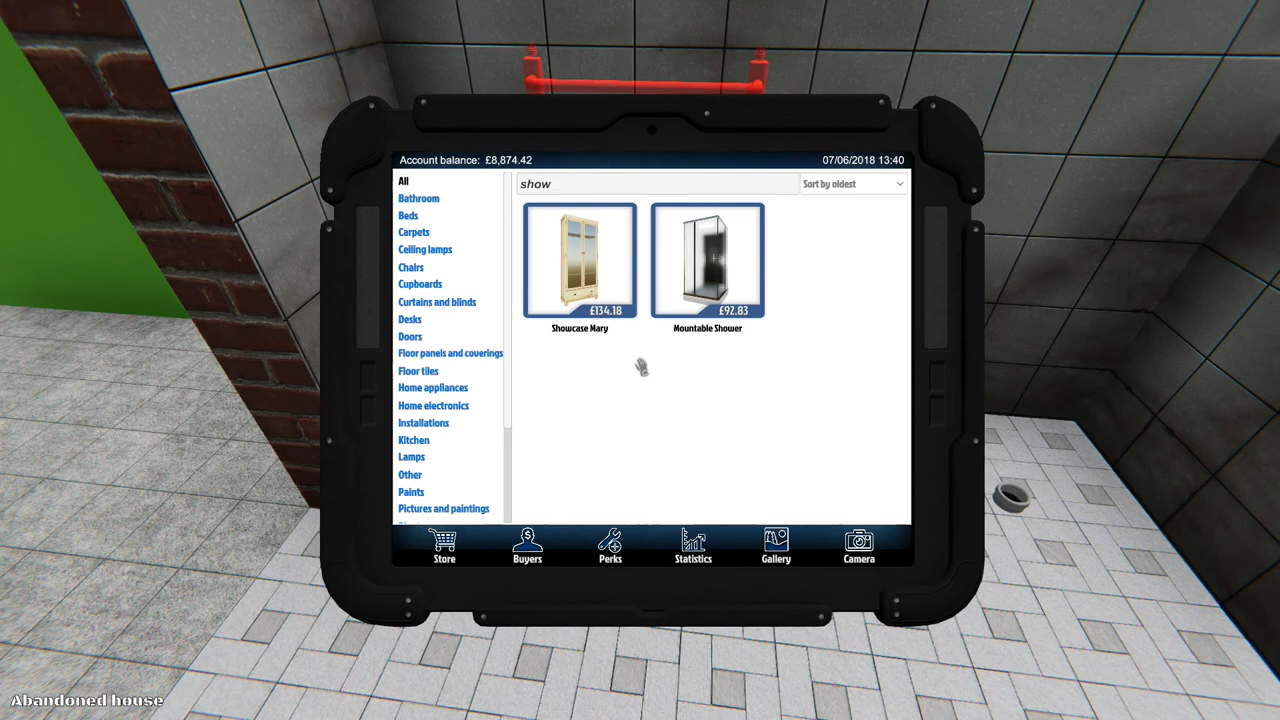 Account balance: £8,874.42
07/06/2018 13:40
All
Bathroom
Beds
Carpets
Ceiling lamps
Chairs
Cupboards
Curtains and blinds
Desks
Doors
Floor panels and coverings
Floor tiles
Home appliances
Home electronics
Installations
Kitchen
Lamps
Other
Paints
Pictures and paintings
show
Sort by oldest
£134.18
Showcase Mary
£92.83
Mountable Shower
Store
Buyers
Perks
Statistics
Gallery
Camera
Abandoned house